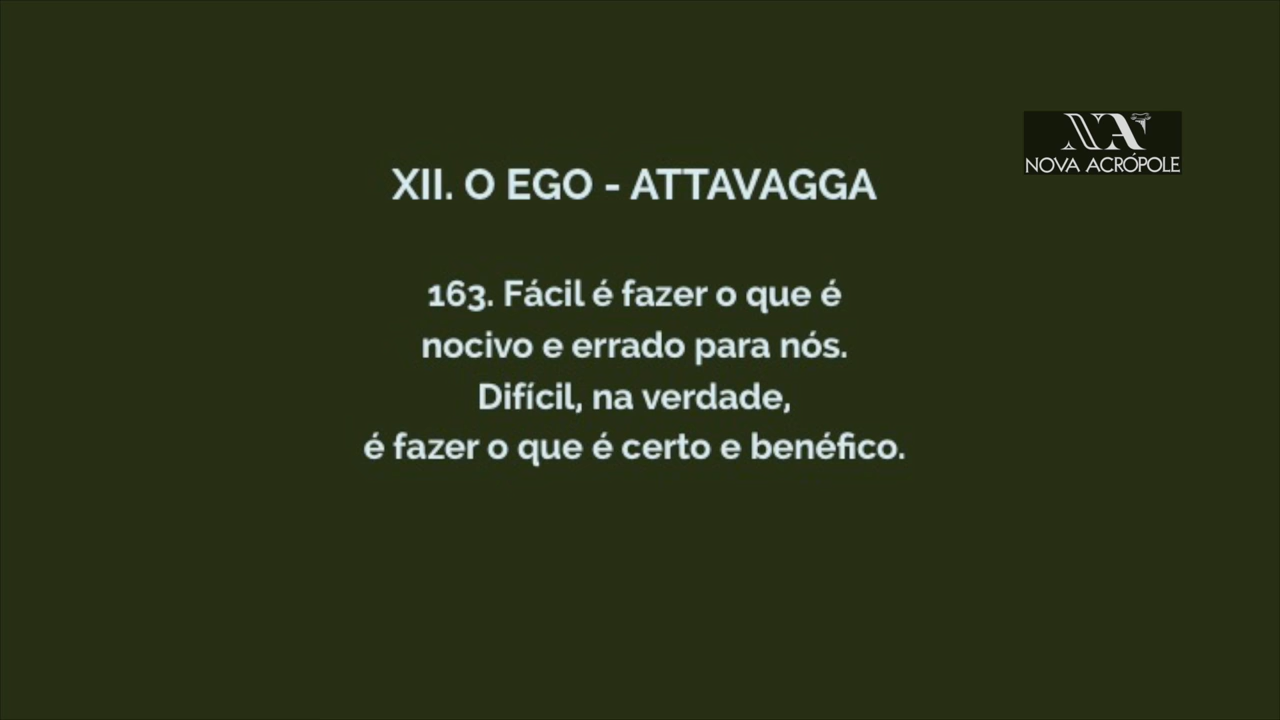 NOVA ACRÓPOLE
XII. O EGO - ATTAVAGGA
163. Fácil é fazer o que é
nocivo e errado para nós.
Difícil, na verdade,
é fazer o que é certo e benéfico.